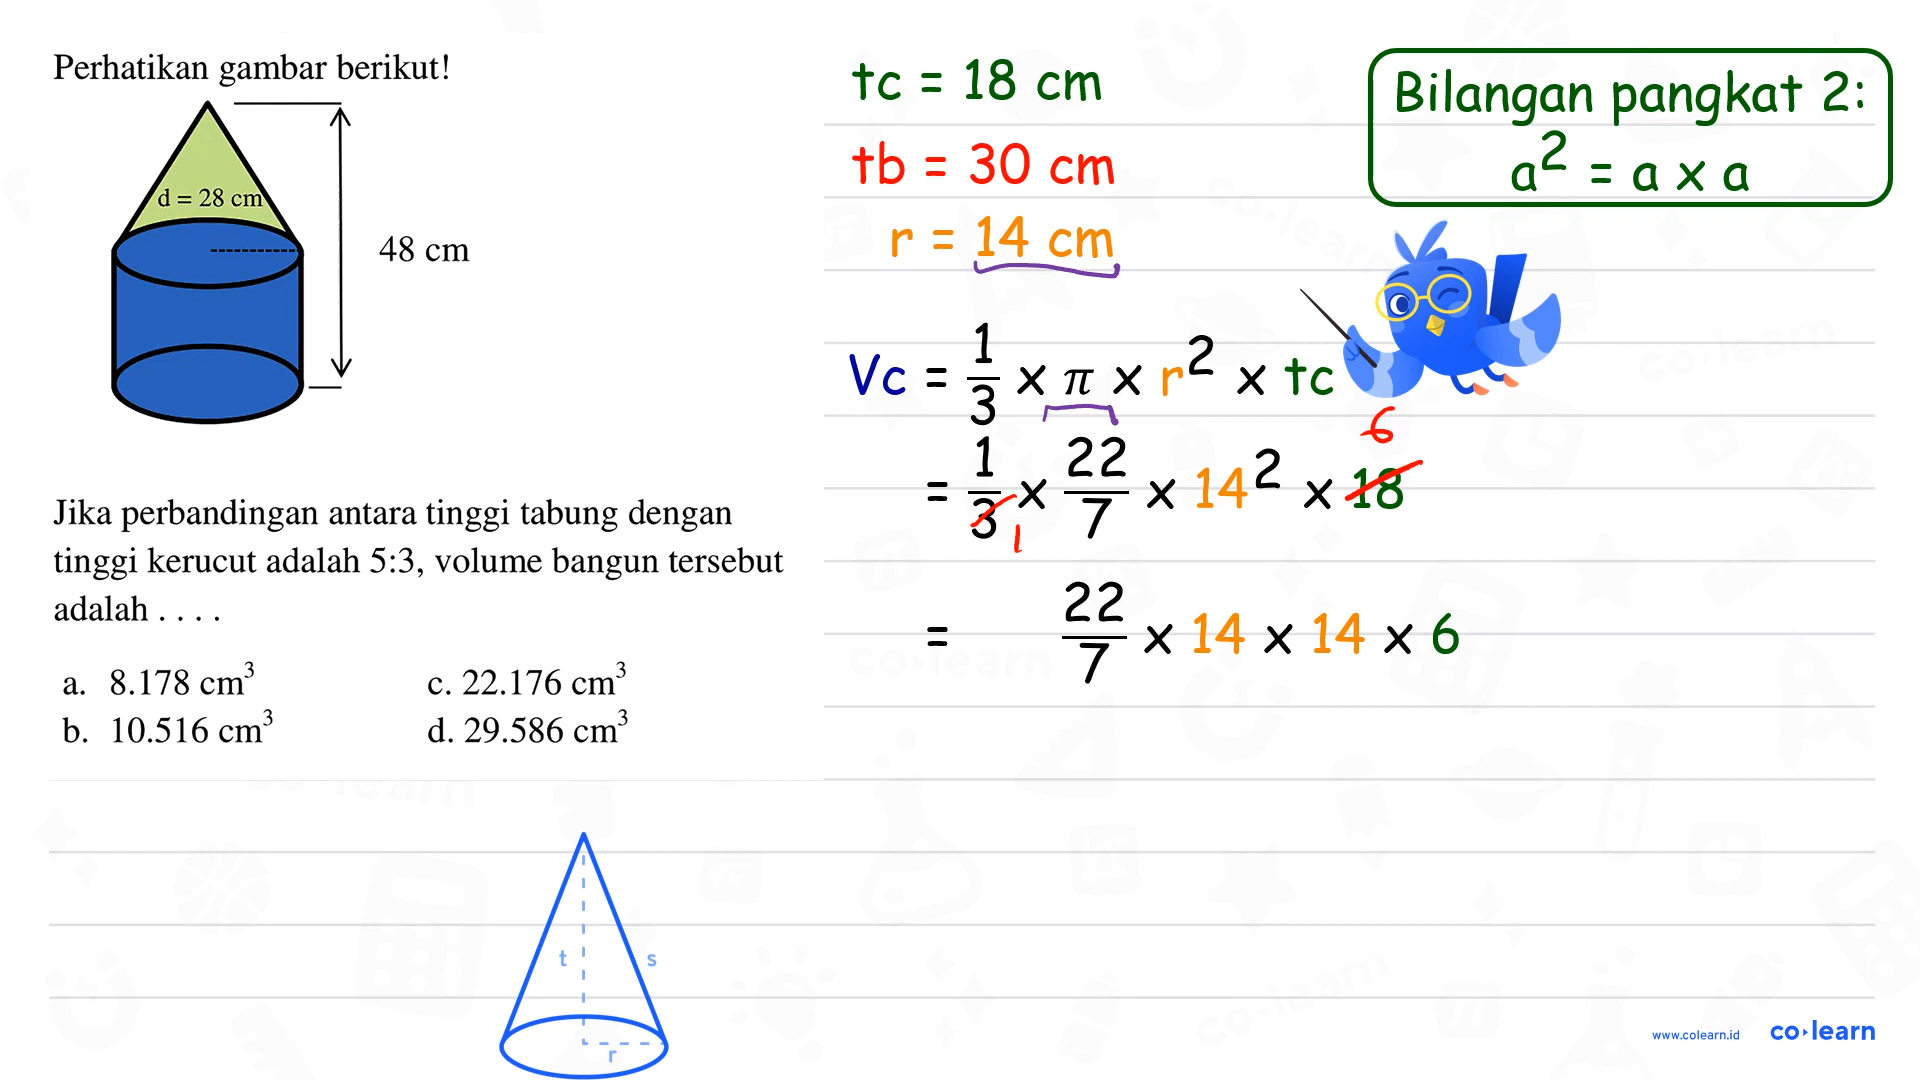 Perhatikan gambar berikut!
d = 28 cm
48 cm
Jika perbandingan antara tinggi tabung dengan
tinggi kerucut adalah 5:3, volume bangun tersebut
adalah . . . .
a. 8.178 cm³
c. 22.176 cm³
b. 10.516 cm³
d. 29.586 cm³
t
s
r
tc = 18 cm
tb = 30 cm
r = 14 cm
Bilangan pangkat 2:
a² = a x a
Vc = 1/3 x π x r² x tc
6
= 1/3 x 22/7 x 14² x 18
1
= 22/7 x 14 x 14 x 6
www.colearn.id
co·learn